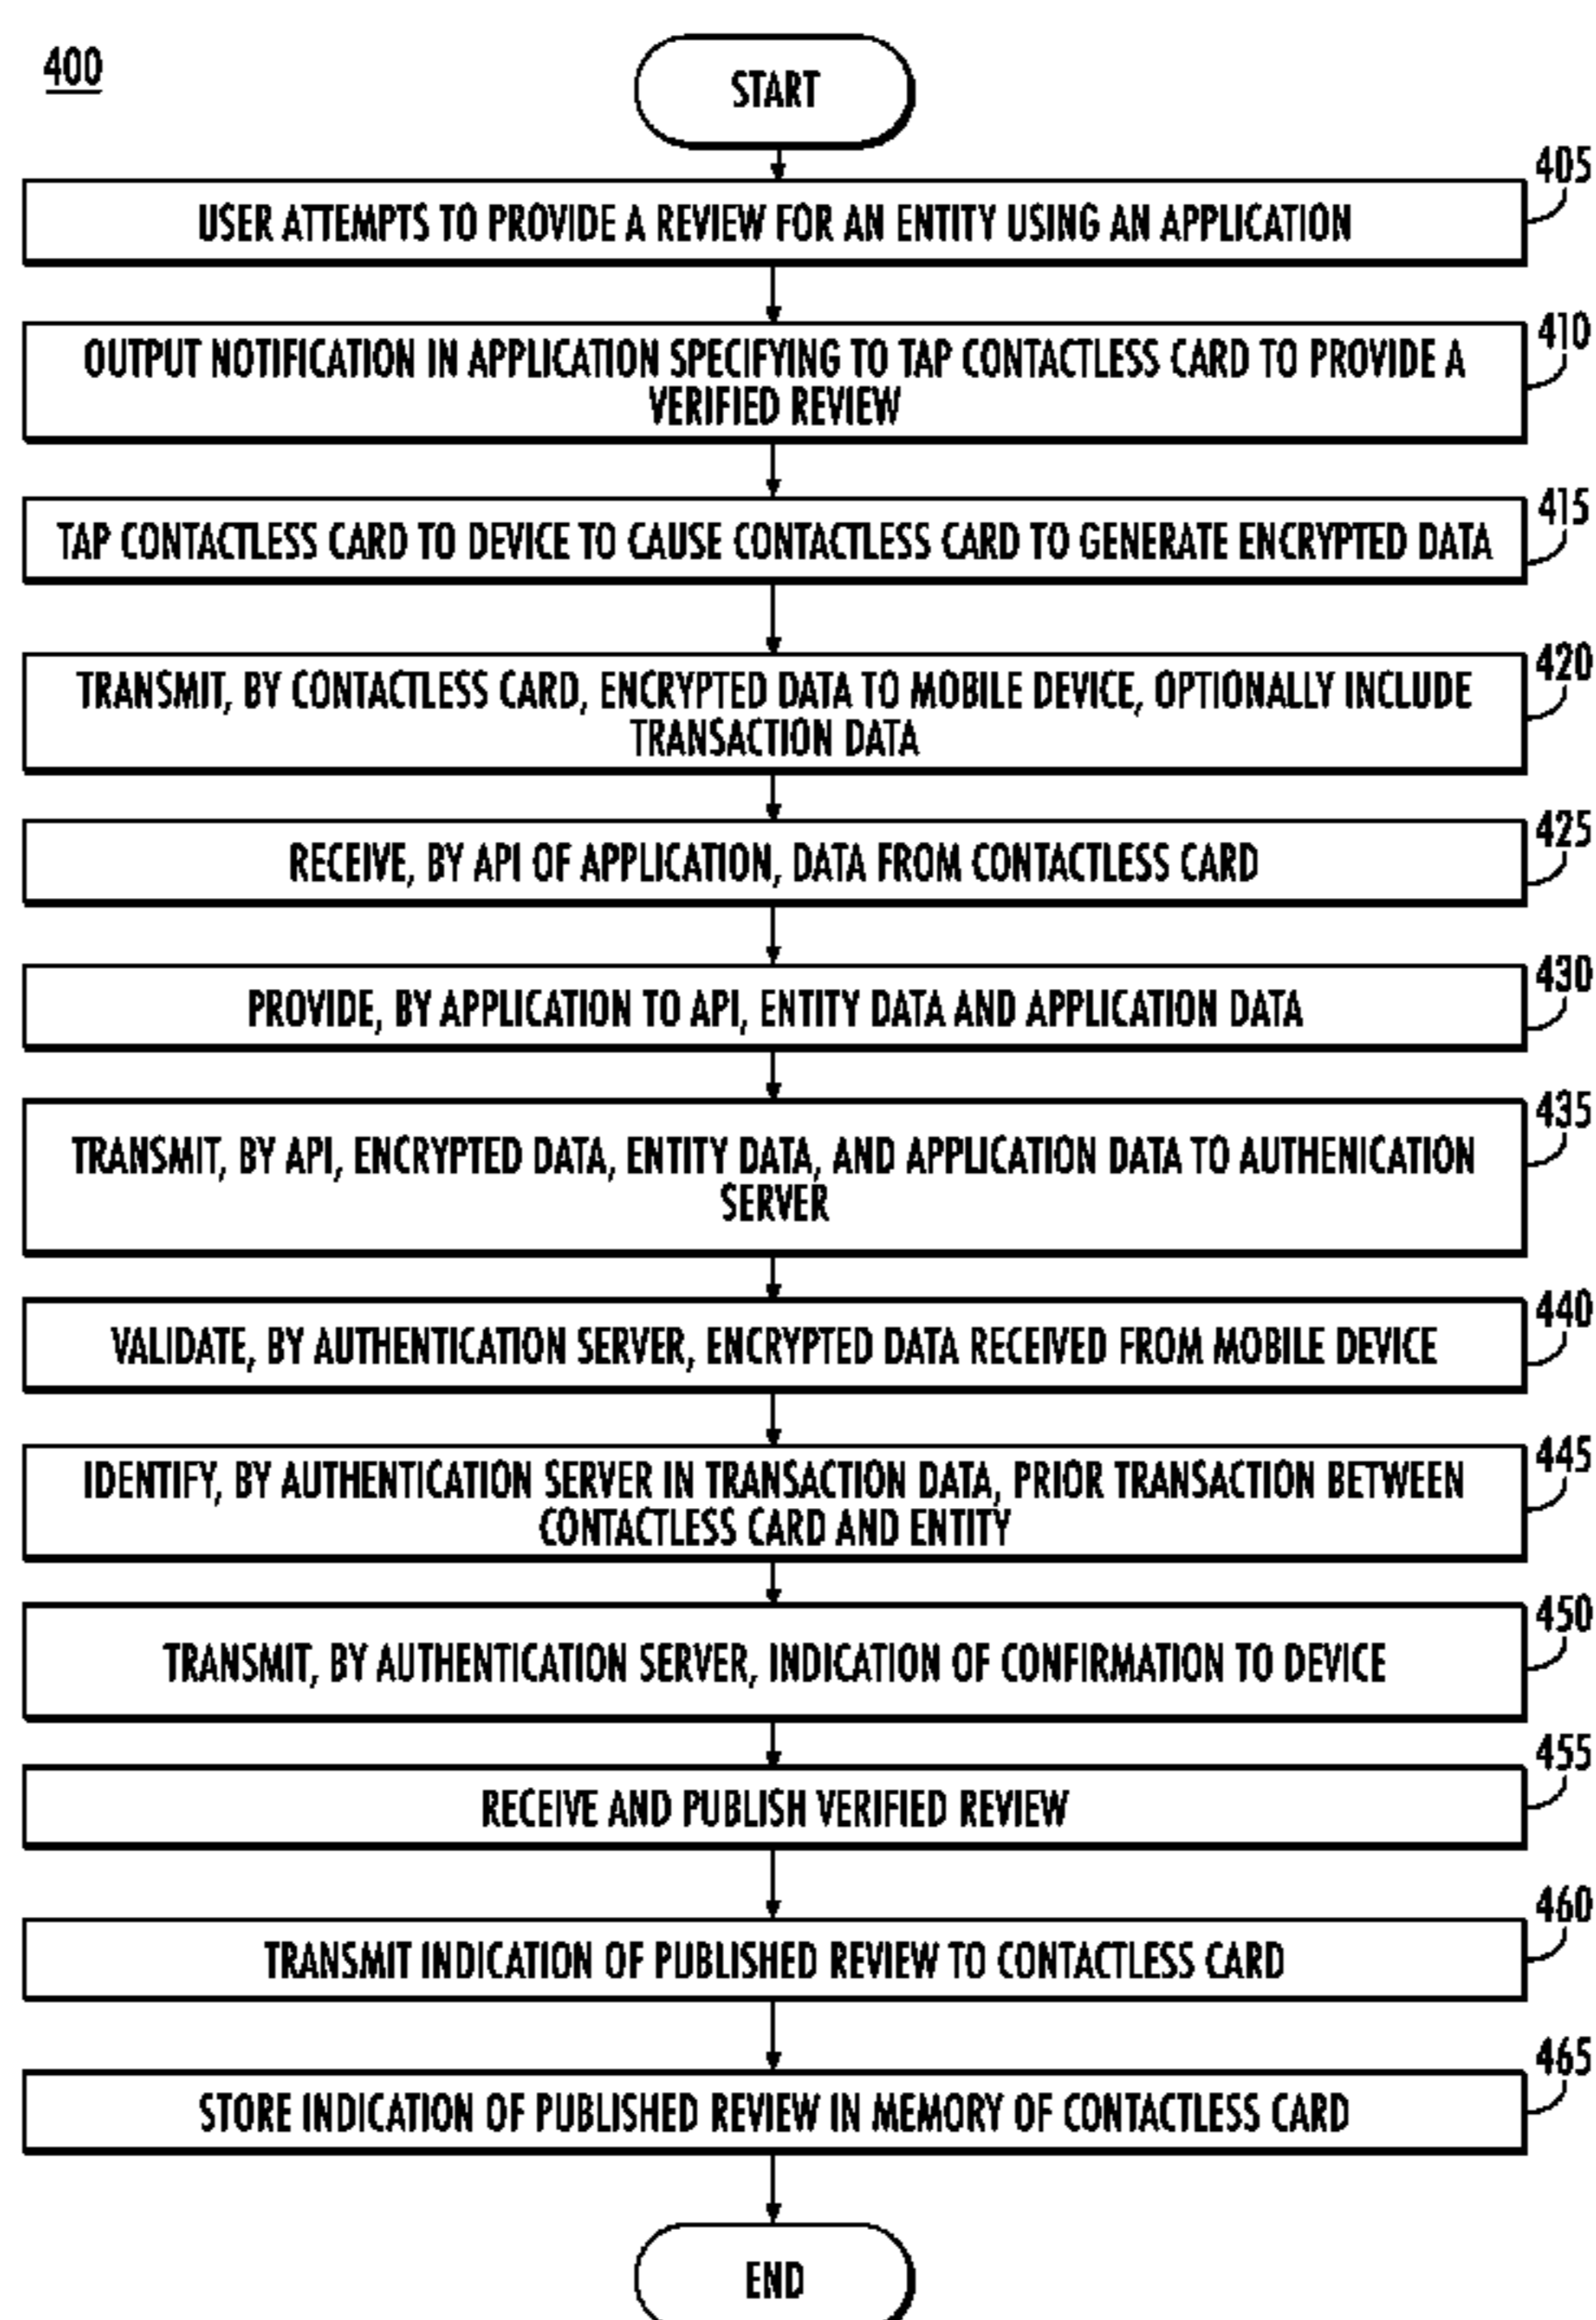 400
START
405
USER ATTEMPTS TO PROVIDE A REVIEW FOR AN ENTITY USING AN APPLICATION
410
OUTPUT NOTIFICATION IN APPLICATION SPECIFYING TO TAP CONTACTLESS CARD TO PROVIDE A
VERIFIED REVIEW
415
TAP CONTACTLESS CARD TO DEVICE TO CAUSE CONTACTLESS CARD TO GENERATE ENCRYPTED DATA
420
TRANSMIT, BY CONTACTLESS CARD, ENCRYPTED DATA TO MOBILE DEVICE, OPTIONALLY INCLUDE
TRANSACTION DATA
425
RECEIVE, BY API OF APPLICATION, DATA FROM CONTACTLESS CARD
430
PROVIDE, BY APPLICATION TO API, ENTITY DATA AND APPLICATION DATA
435
TRANSMIT, BY API, ENCRYPTED DATA, ENTITY DATA, AND APPLICATION DATA TO AUTHENICATION
SERVER
440
VALIDATE, BY AUTHENTICATION SERVER, ENCRYPTED DATA RECEIVED FROM MOBILE DEVICE
445
IDENTIFY, BY AUTHENTICATION SERVER IN TRANSACTION DATA, PRIOR TRANSACTION BETWEEN
CONTACTLESS CARD AND ENTITY
450
TRANSMIT, BY AUTHENTICATION SERVER, INDICATION OF CONFIRMATION TO DEVICE
455
RECEIVE AND PUBLISH VERIFIED REVIEW
460
TRANSMIT INDICATION OF PUBLISHED REVIEW TO CONTACTLESS CARD
465
STORE INDICATION OF PUBLISHED REVIEW IN MEMORY OF CONTACTLESS CARD
END